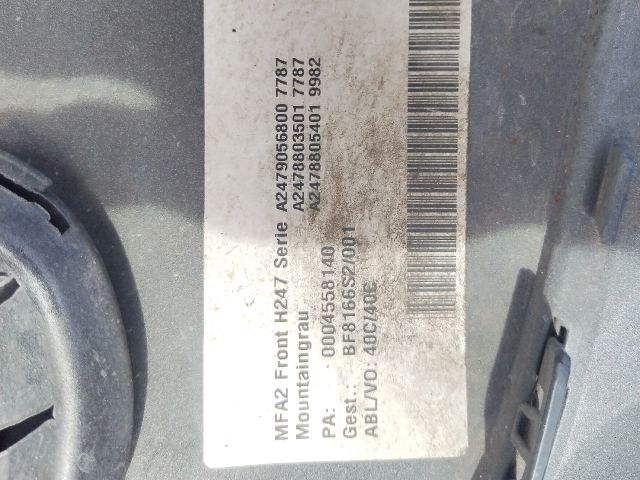 MFA2 Front H247 Serie A2479056800 7787
Mountaingrau A2478803501 7787
A2478805401 9982
PA: 0004558140
Gest.: BF8166S2/001
ABL/VO: 40C/40E